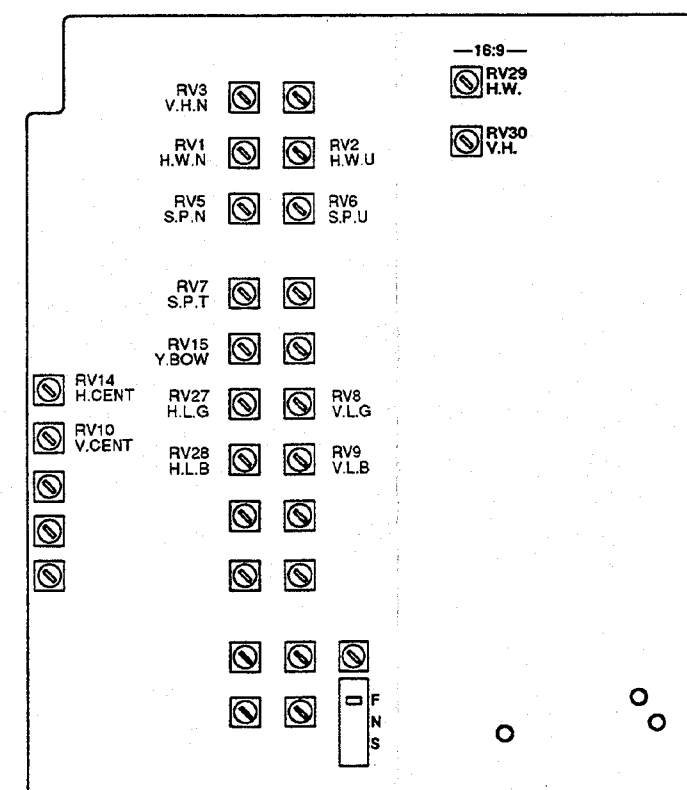 —16:9—
RV29
H.W.
RV30
V.H.
RV3
V.H.N
RV1
H.W.N
RV2
H.W.U
RV5
S.P.N
RV6
S.P.U
RV7
S.P.T
RV15
Y.BOW
RV14
H.CENT
RV27
H.L.G
RV8
V.L.G
RV10
V.CENT
RV28
H.L.B
RV9
V.L.B
F
N
S